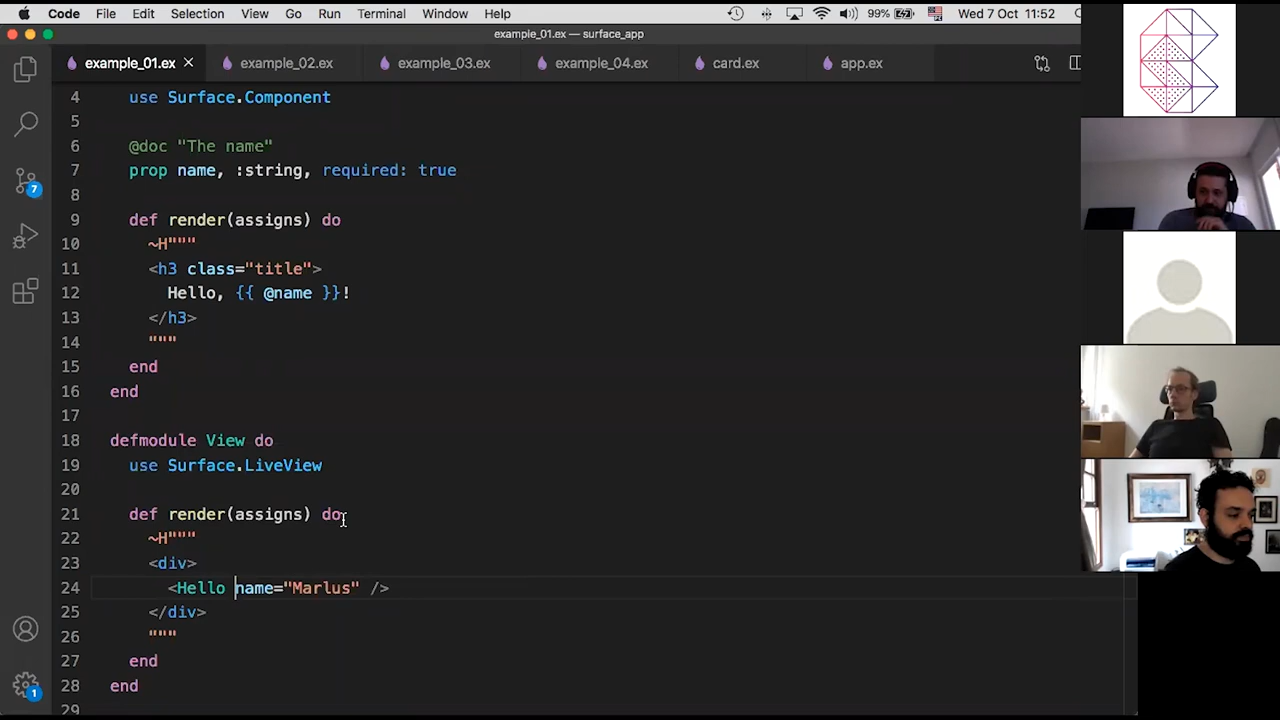 Code File Edit Selection View Go Run Terminal Window Help 99% Wed 7 Oct 11:52
example_01.ex — surface_app
example_01.ex example_02.ex example_03.ex example_04.ex card.ex app.ex
4 use Surface.Component
5
6 @doc "The name"
7 prop name, :string, required: true
8
9 def render(assigns) do
10 ~H"""
11 <h3 class="title">
12 Hello, {{ @name }}!
13 </h3>
14 """
15 end
16 end
17
18 defmodule View do
19 use Surface.LiveView
20
21 def render(assigns) do
22 ~H"""
23 <div>
24 <Hello name="Marlus" />
25 </div>
26 """
27 end
28 end
29
7
1